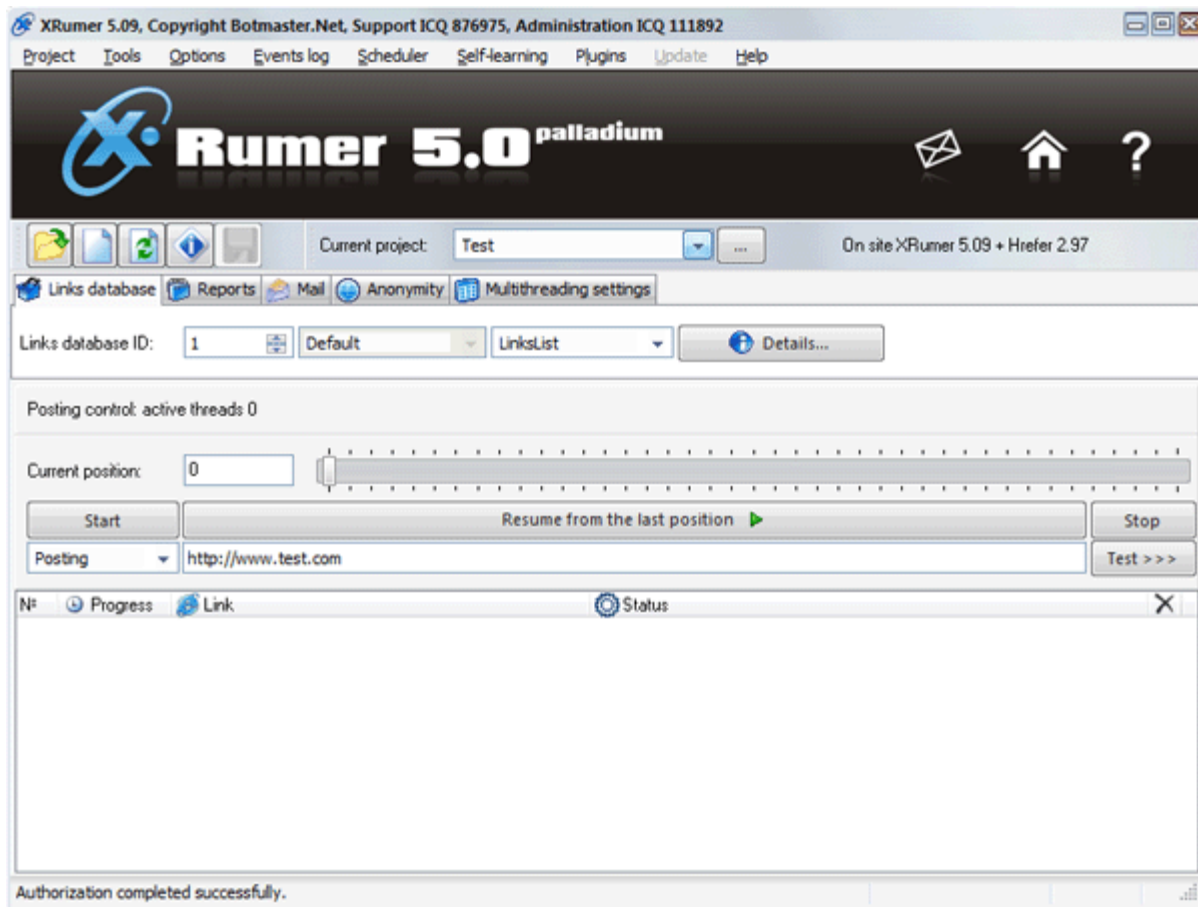 XRumer 5.09, Copyright Botmaster.Net, Support ICQ 876975, Administration ICQ 111892
Project Tools Options Events log Scheduler Self-learning Plugins Update Help
X Rumer 5.0 palladium ?
Current project: Test ... On site XRumer 5.09 + Hrefer 2.97
Links database Reports Mail Anonymity Multithreading settings
Links database ID: 1 Default LinksList Details...
Posting control: active threads 0
Current position: 0
Start Resume from the last position Stop
Posting http://www.test.com Test >>>
№ Progress Link Status
Authorization completed successfully.